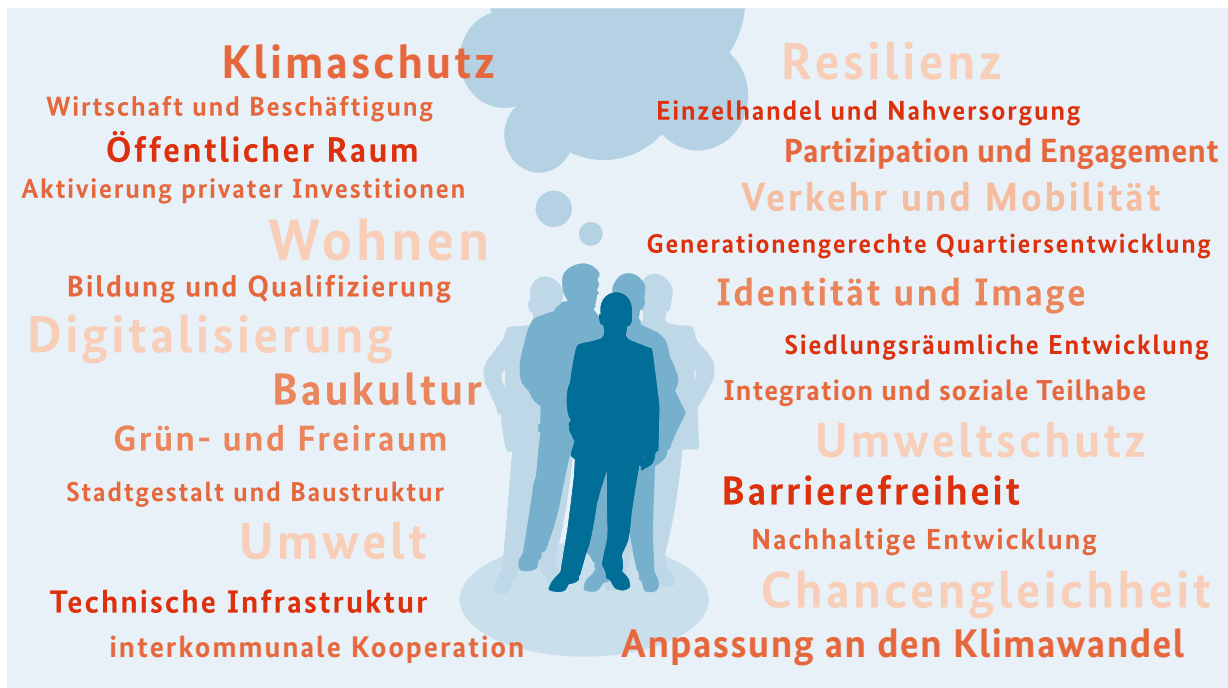 Klimaschutz
Wirtschaft und Beschäftigung
Öffentlicher Raum
Aktivierung privater Investitionen
Wohnen
Bildung und Qualifizierung
Digitalisierung
Baukultur
Grün- und Freiraum
Stadtgestalt und Baustruktur
Umwelt
Technische Infrastruktur
interkommunale Kooperation
Resilienz
Einzelhandel und Nahversorgung
Partizipation und Engagement
Verkehr und Mobilität
Generationengerechte Quartiersentwicklung
Identität und Image
Siedlungsräumliche Entwicklung
Integration und soziale Teilhabe
Umweltschutz
Barrierefreiheit
Nachhaltige Entwicklung
Chancengleichheit
Anpassung an den Klimawandel